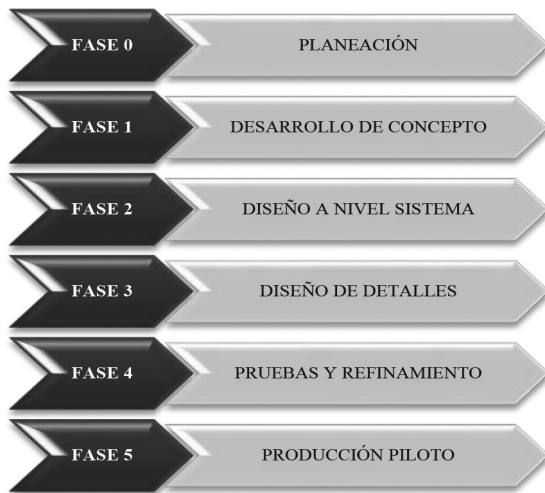 FASE 0 PLANEACIÓN
FASE 1 DESARROLLO DE CONCEPTO
FASE 2 DISEÑO A NIVEL SISTEMA
FASE 3 DISEÑO DE DETALLES
FASE 4 PRUEBAS Y REFINAMIENTO
FASE 5 PRODUCCIÓN PILOTO